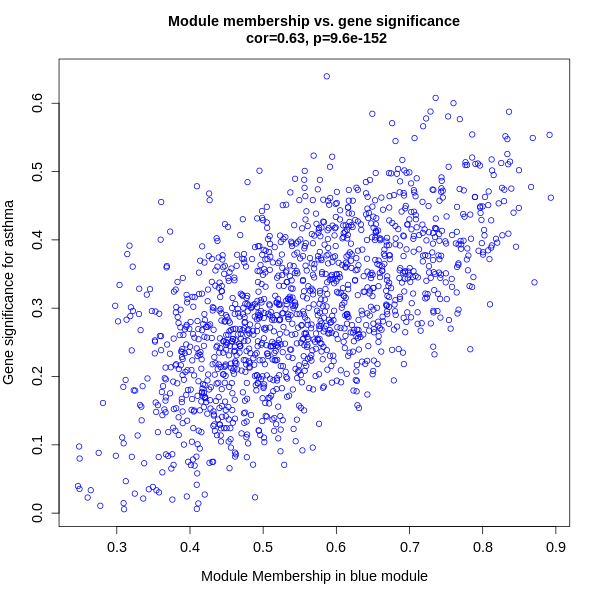 Module membership vs. gene significance
cor=0.63, p=9.6e-152
Gene significance for asthma
0.6
0.5
0.4
0.3
0.2
0.1
0.0
0.3 0.4 0.5 0.6 0.7 0.8 0.9
Module Membership in blue module